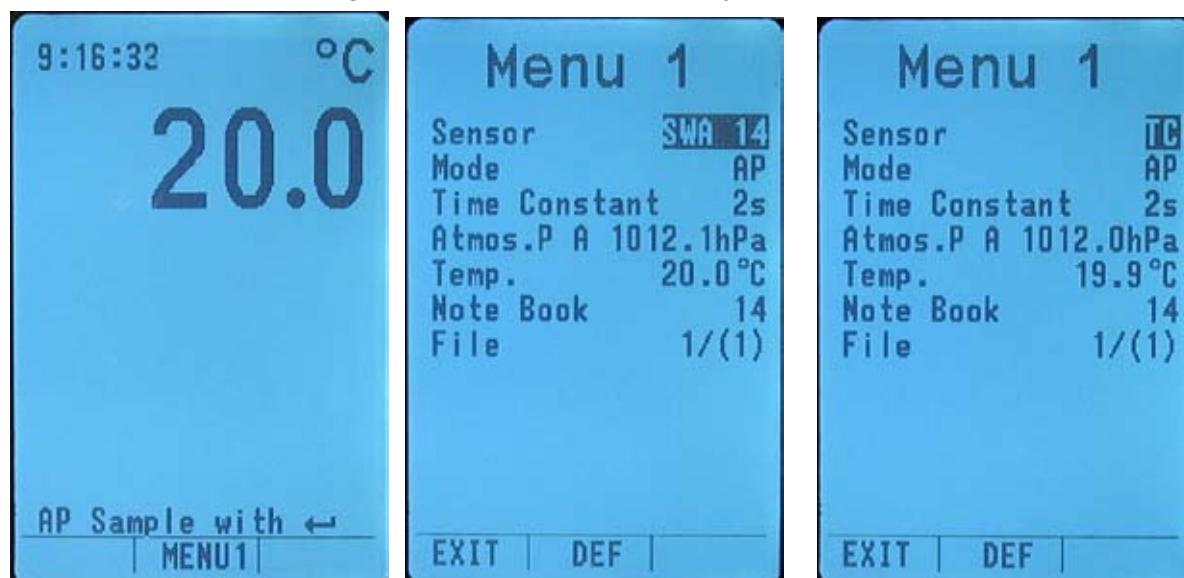 9:16:32 °C
20.0
AP Sample with ↵
MENU1
Menu 1
Sensor SWA 14
Mode AP
Time Constant 2s
Atmos.P A 1012.1hPa
Temp. 20.0°C
Note Book 14
File 1/(1)
EXIT DEF
Menu 1
Sensor TC
Mode AP
Time Constant 2s
Atmos.P A 1012.0hPa
Temp. 19.9°C
Note Book 14
File 1/(1)
EXIT DEF